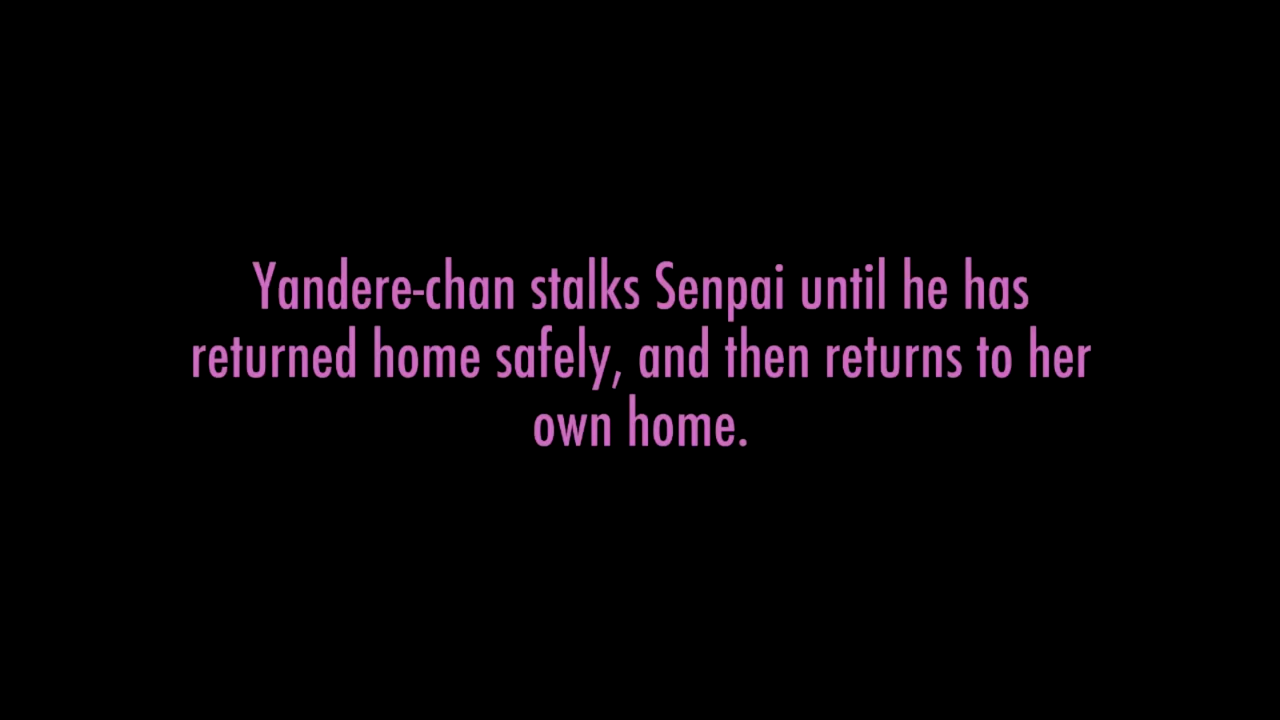 Yandere-chan stalks Senpai until he has
returned home safely, and then returns to her
own home.